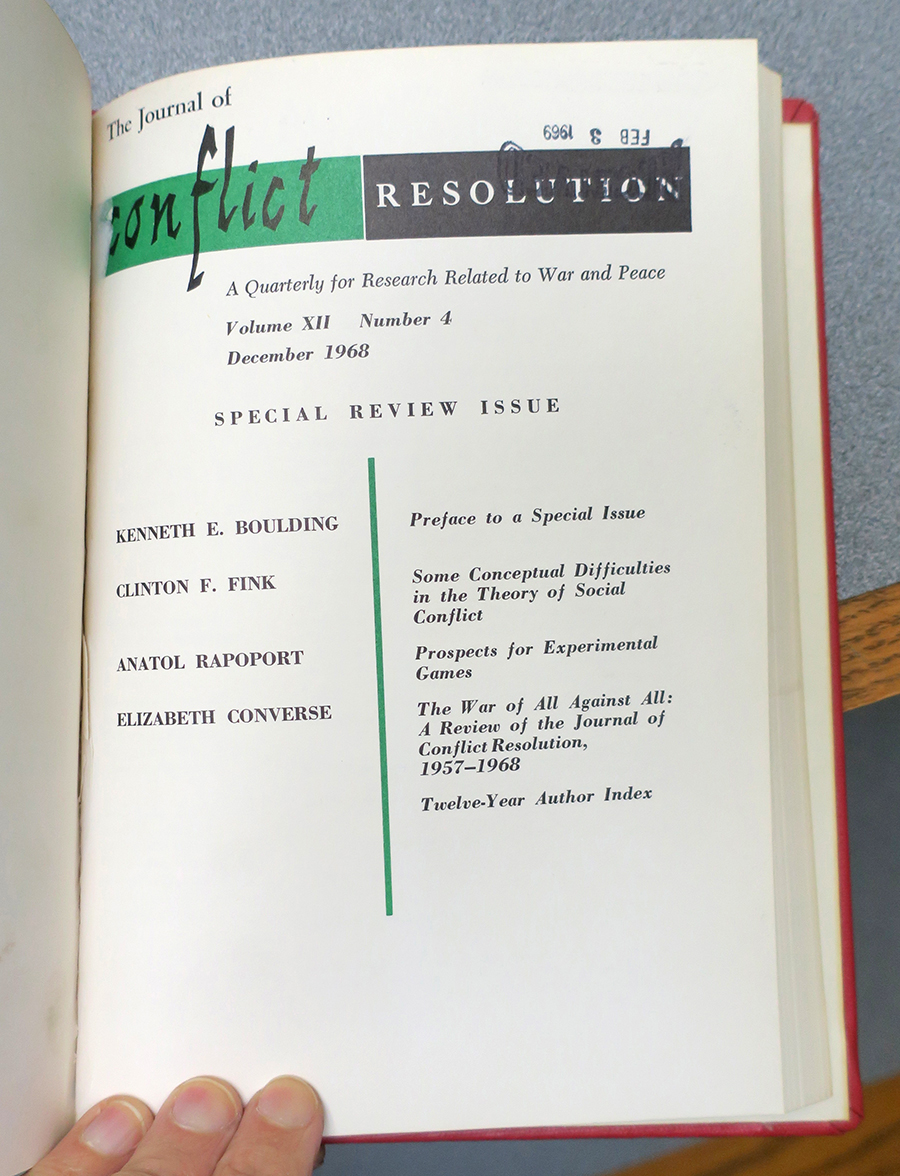 The Journal of
conflict RESOLUTION
FEB 3 1969
A Quarterly for Research Related to War and Peace
Volume XII Number 4
December 1968
SPECIAL REVIEW ISSUE
KENNETH E. BOULDING
Preface to a Special Issue
CLINTON F. FINK
Some Conceptual Difficulties
in the Theory of Social
Conflict
ANATOL RAPOPORT
Prospects for Experimental
Games
ELIZABETH CONVERSE
The War of All Against All:
A Review of the Journal of
Conflict Resolution,
1957–1968
Twelve-Year Author Index